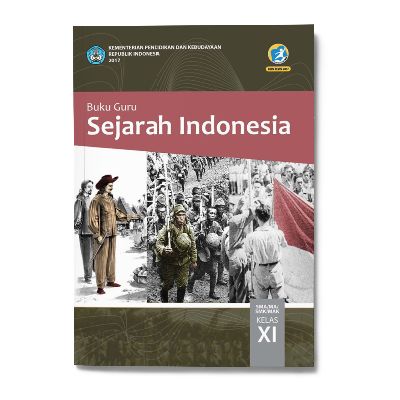 KEMENTERIAN PENDIDIKAN DAN KEBUDAYAAN
REPUBLIK INDONESIA
2017
Buku Guru
Sejarah Indonesia
SMA/MA/
SMK/MAK
KELAS
XI